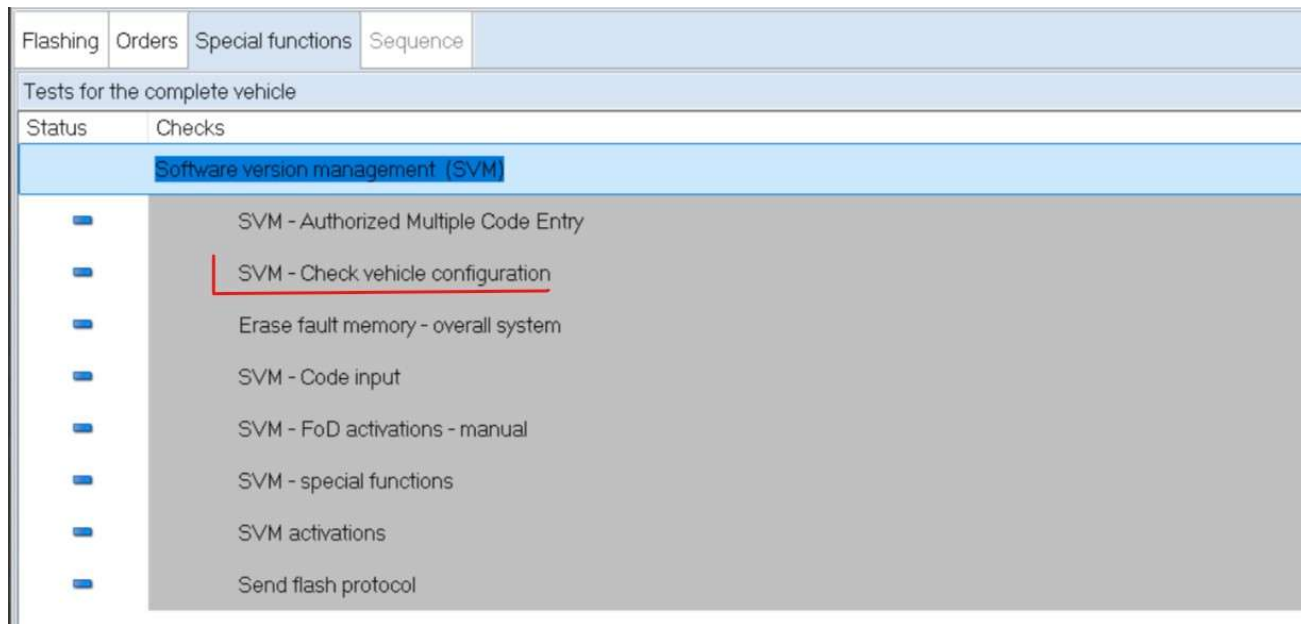 Flashing Orders Special functions Sequence
Tests for the complete vehicle
Status Checks
Software version management (SVM)
SVM - Authorized Multiple Code Entry
SVM - Check vehicle configuration
Erase fault memory - overall system
SVM - Code input
SVM - FoD activations - manual
SVM - special functions
SVM activations
Send flash protocol